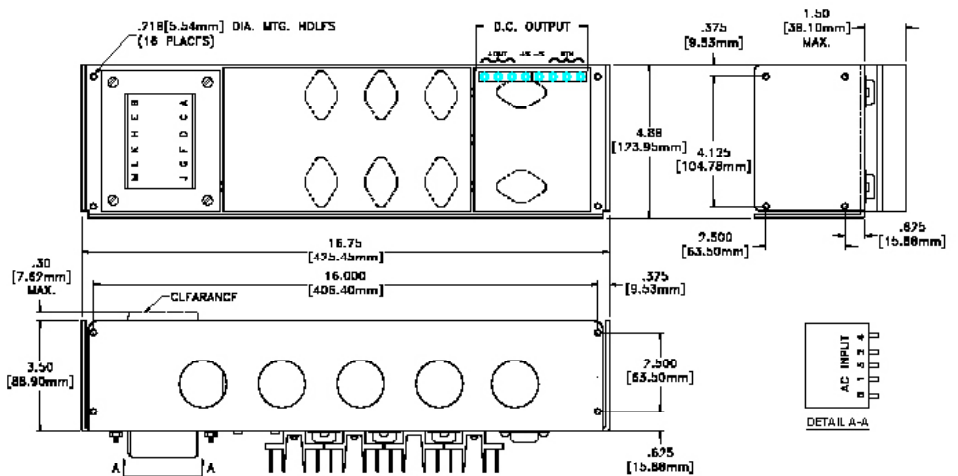 .218[5.54mm] DIA. MTG. HOLES
(16 PLACES)
D.C. OUTPUT
.375
[9.53mm]
1.50
[38.10mm]
MAX.
M L K H E B
J G F D C A
4.88
[123.95mm]
4.125
[104.78mm]
2.500
[63.50mm]
.625
[15.88mm]
16.75
[425.45mm]
.30
[7.62mm]
MAX.
16.000
[406.40mm]
.375
[9.53mm]
CLEARANCE
3.50
[88.90mm]
2.500
[63.50mm]
AC INPUT
.625
[15.88mm]
A A
DETAIL A-A